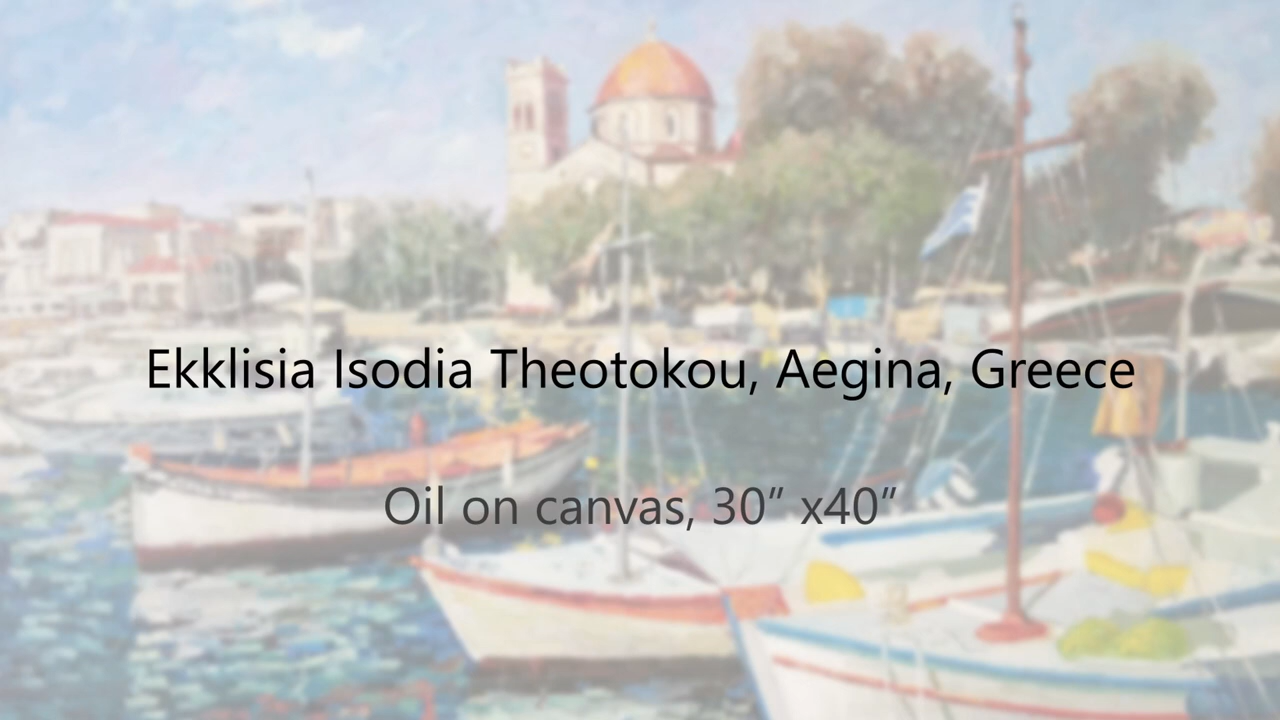 Ekklisia Isodia Theotokou, Aegina, Greece
Oil on canvas, 30” x40”